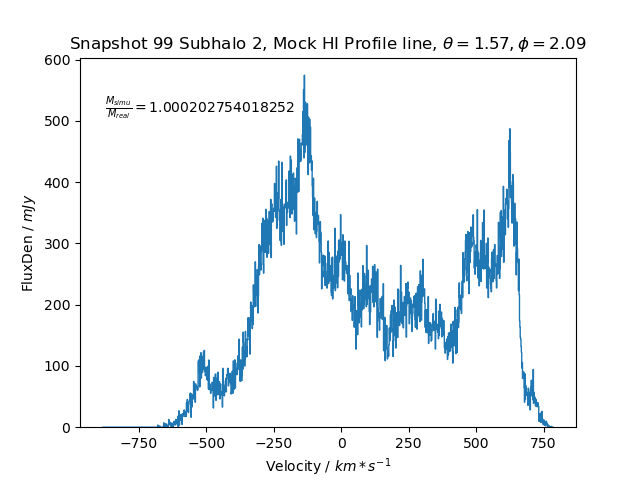 Snapshot 99 Subhalo 2, Mock HI Profile line, θ = 1.57, ϕ = 2.09
M_simu/M_real = 1.000202754018252
FluxDen / mJy
600
500
400
300
200
100
0
−750 −500 −250 0 250 500 750
Velocity / km * s⁻¹